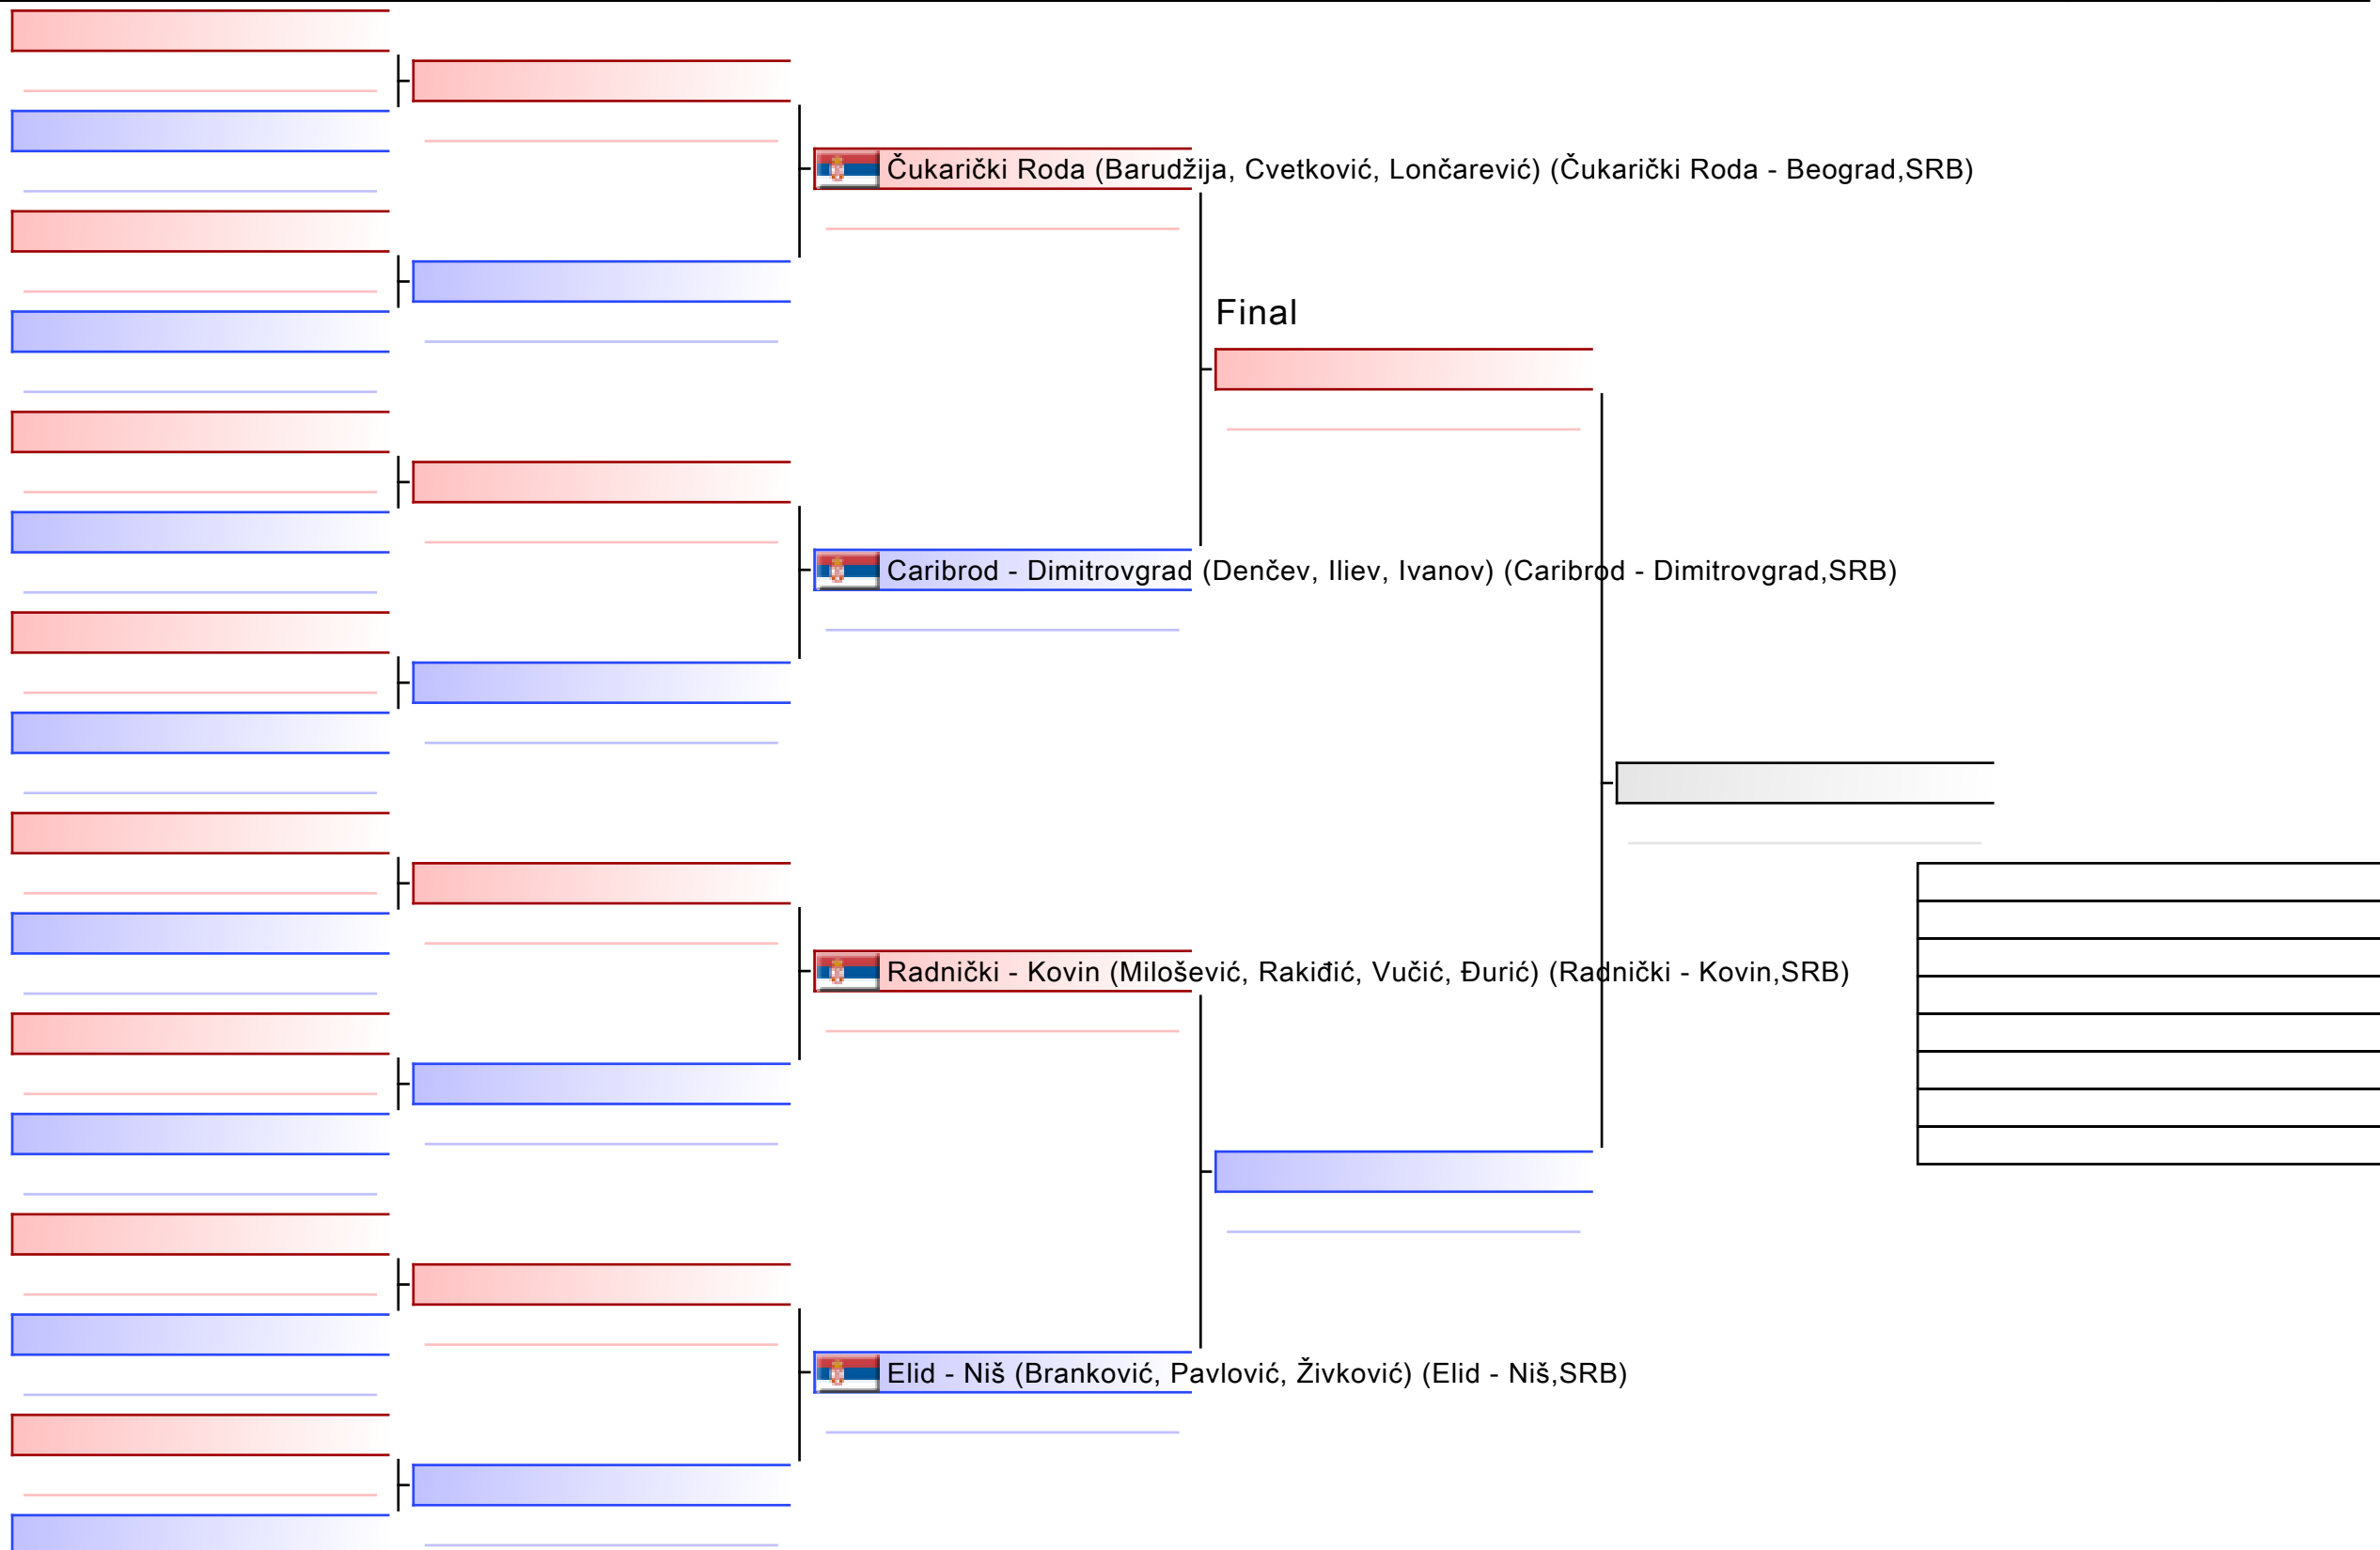 Čukarički Roda (Barudžija, Cvetković, Lončarević) (Čukarički Roda - Beograd,SRB)
Final
Caribrod - Dimitrovgrad (Denčev, Iliev, Ivanov) (Caribrod - Dimitrovgrad,SRB)
Radnički - Kovin (Milošević, Rakiđić, Vučić, Đurić) (Radnički - Kovin,SRB)
Elid - Niš (Branković, Pavlović, Živković) (Elid - Niš,SRB)